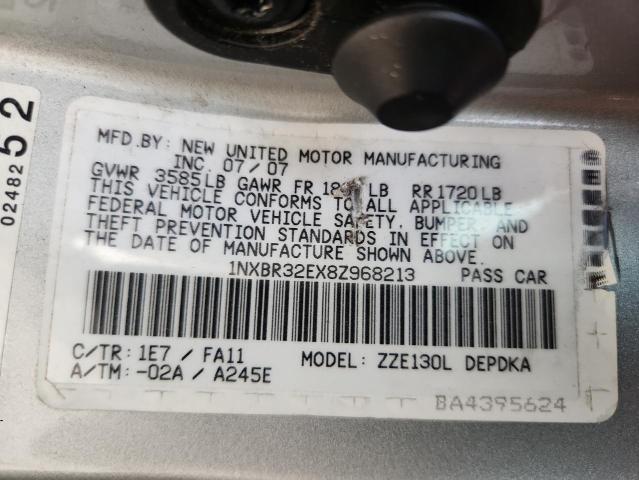 MFD.BY: NEW UNITED MOTOR MANUFACTURING
INC. 07/07
GVWR 3585LB GAWR FR LB RR1720LB
THIS VEHICLE CONFORMS TO ALL APPLICABLE
FEDERAL MOTOR VEHICLE SAFETY, BUMPER, AND
THEFT PREVENTION STANDARDS IN EFFECT ON
THE DATE OF MANUFACTURE SHOWN ABOVE.
1NXBR32EX8Z968213 PASS CAR
C/TR: 1E7 / FA11 MODEL: ZZE130L DEPDKA
A/TM: -02A / A245E
BA4395624
02482 52